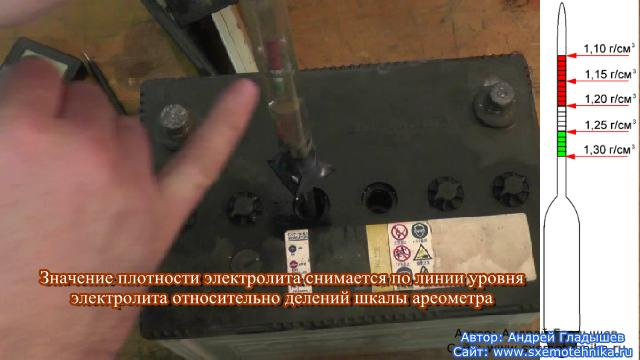 1,10 г/см³
1,15 г/см³
1,20 г/см³
1,25 г/см³
1,30 г/см³
Значение плотности электролита снимается по линии уровня
электролита относительно делений шкалы ареометра
Автор: Андрей Гладышев
Сайт: www.sxemotehnika.ru